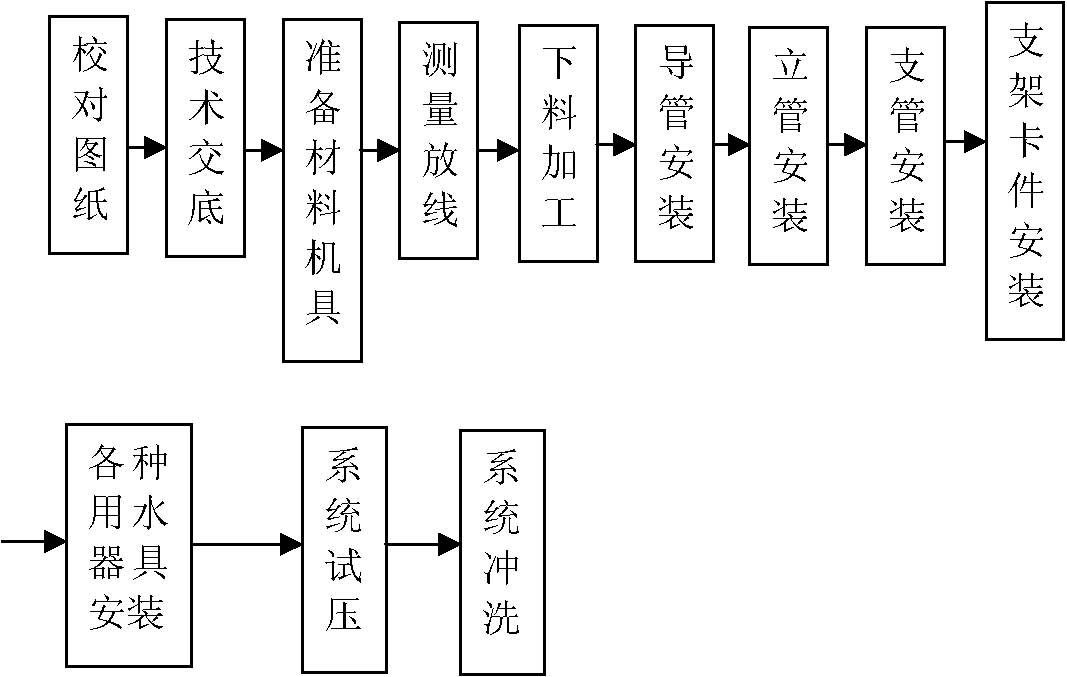 校对图纸
技术交底
准备材料机具
测量放线
下料加工
导管安装
立管安装
支管安装
支架卡件安装
各种
用水
器具
安装
系统试压
系统冲洗